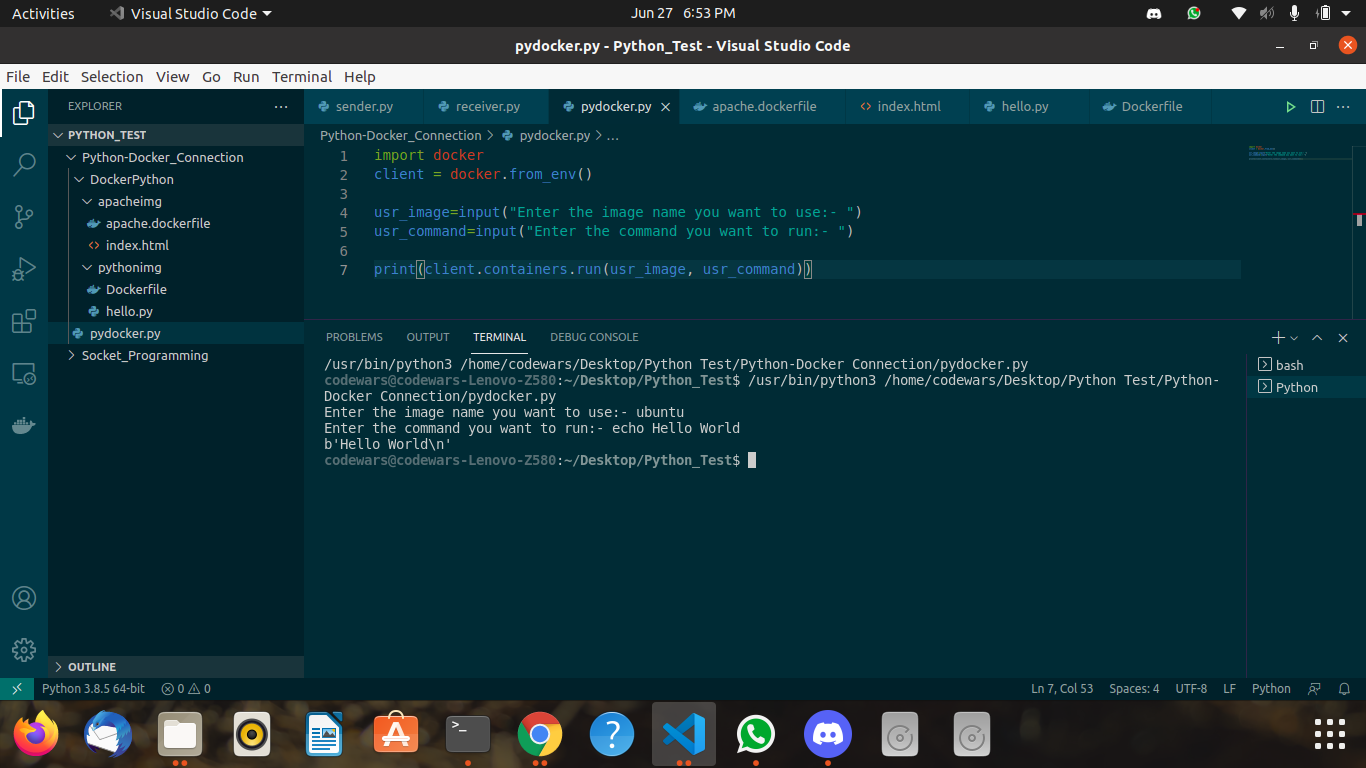 Activities Visual Studio Code Jun 27 6:53 PM
pydocker.py - Python_Test - Visual Studio Code
File Edit Selection View Go Run Terminal Help
EXPLORER ...
PYTHON_TEST
Python-Docker_Connection
DockerPython
apacheimg
apache.dockerfile
index.html
pythonimg
Dockerfile
hello.py
pydocker.py
Socket_Programming
OUTLINE
sender.py receiver.py pydocker.py apache.dockerfile index.html hello.py Dockerfile ...
Python-Docker_Connection > pydocker.py > ...
1 import docker
2 client = docker.from_env()
3
4 usr_image=input("Enter the image name you want to use:- ")
5 usr_command=input("Enter the command you want to run:- ")
6
7 print(client.containers.run(usr_image, usr_command))
PROBLEMS OUTPUT TERMINAL DEBUG CONSOLE
/usr/bin/python3 /home/codewars/Desktop/Python_Test/Python-Docker_Connection/pydocker.py
codewars@codewars-Lenovo-Z580:~/Desktop/Python_Test$ /usr/bin/python3 /home/codewars/Desktop/Python_Test/Python-
Docker_Connection/pydocker.py
Enter the image name you want to use:- ubuntu
Enter the command you want to run:- echo Hello World
b'Hello World\n'
codewars@codewars-Lenovo-Z580:~/Desktop/Python_Test$
bash
Python
Python 3.8.5 64-bit 0 0 Ln 7, Col 53 Spaces: 4 UTF-8 LF Python